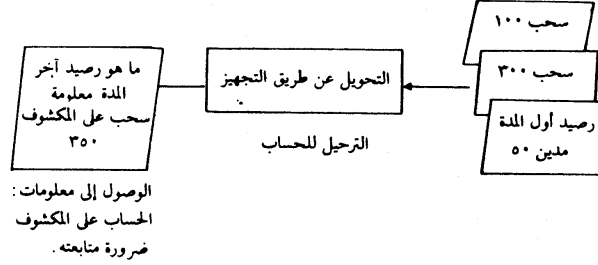 سحب ١٠٠
سحب ٣٠٠
رصيد أول المدة
مدين ٥٠
التحويل عن طريق التجهيز
الترحيل للحساب
ما هو رصيد آخر
المدة معلومة
سحب على المكشوف
٣٥٠
الوصول إلى معلومات:
الحساب على المكشوف
ضرورة متابعته.